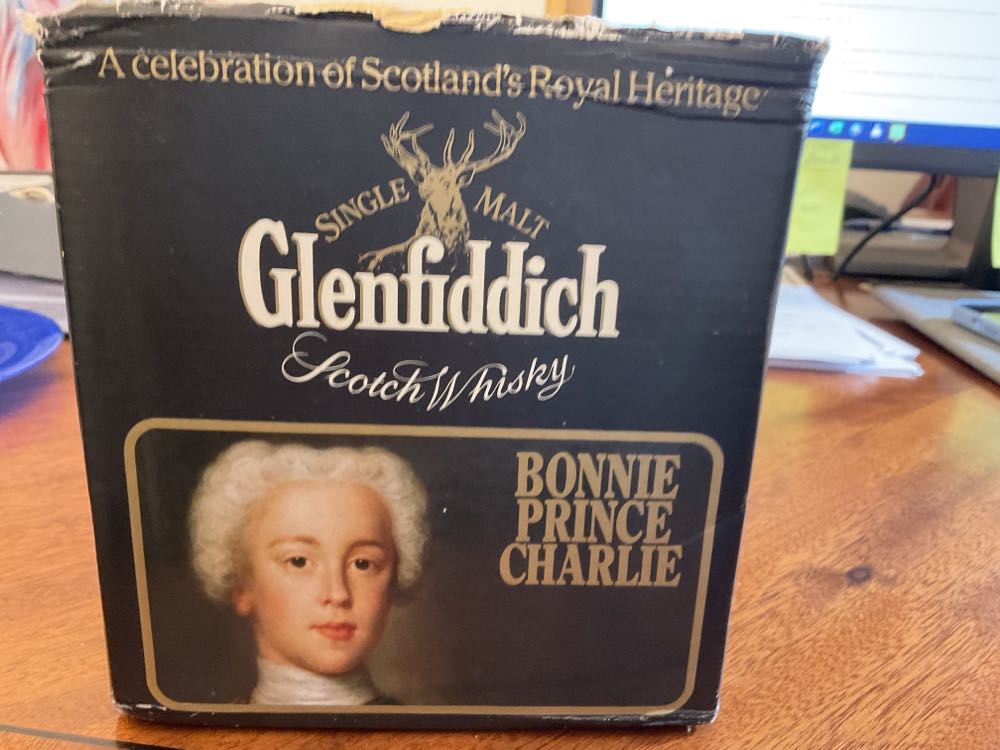 A celebration of Scotland's Royal Heritage
SINGLE MALT
Glenfiddich
Scotch Whisky
BONNIE
PRINCE
CHARLIE